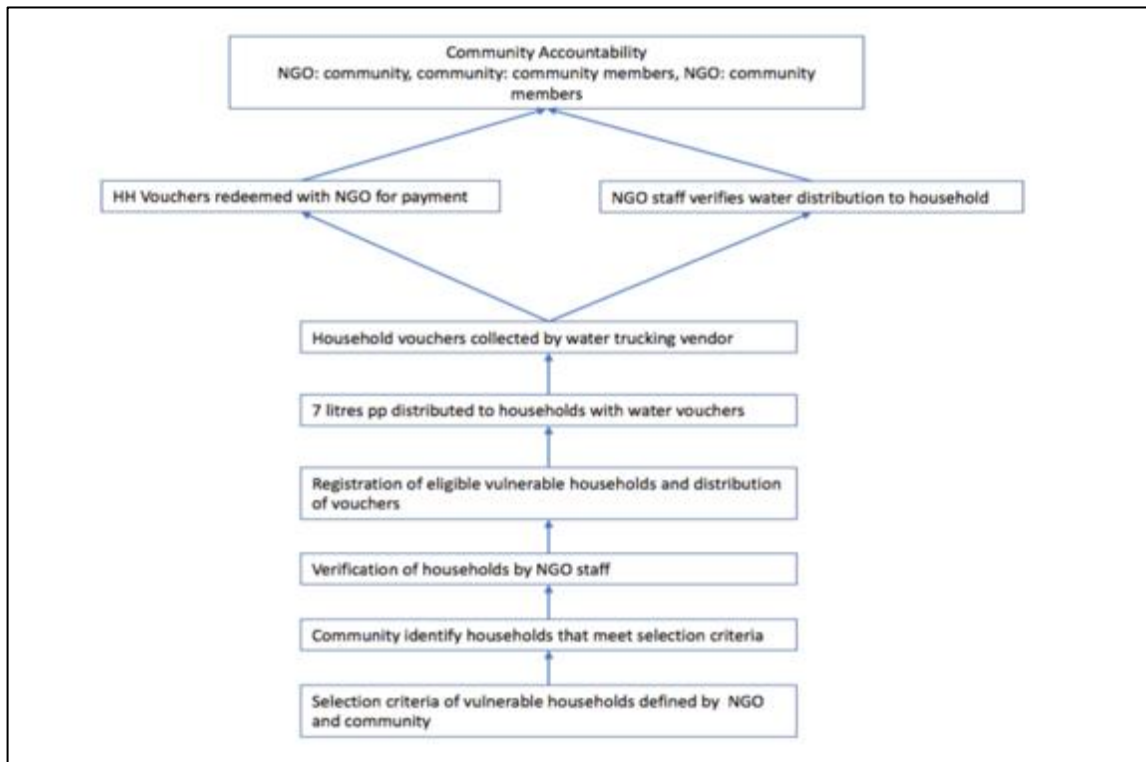 Community Accountability
NGO: community, community: community members, NGO: community
members
HH Vouchers redeemed with NGO for payment
NGO staff verifies water distribution to household
Household vouchers collected by water trucking vendor
7 litres pp distributed to households with water vouchers
Registration of eligible vulnerable households and distribution
of vouchers
Verification of households by NGO staff
Community identify households that meet selection criteria
Selection criteria of vulnerable households defined by NGO
and community